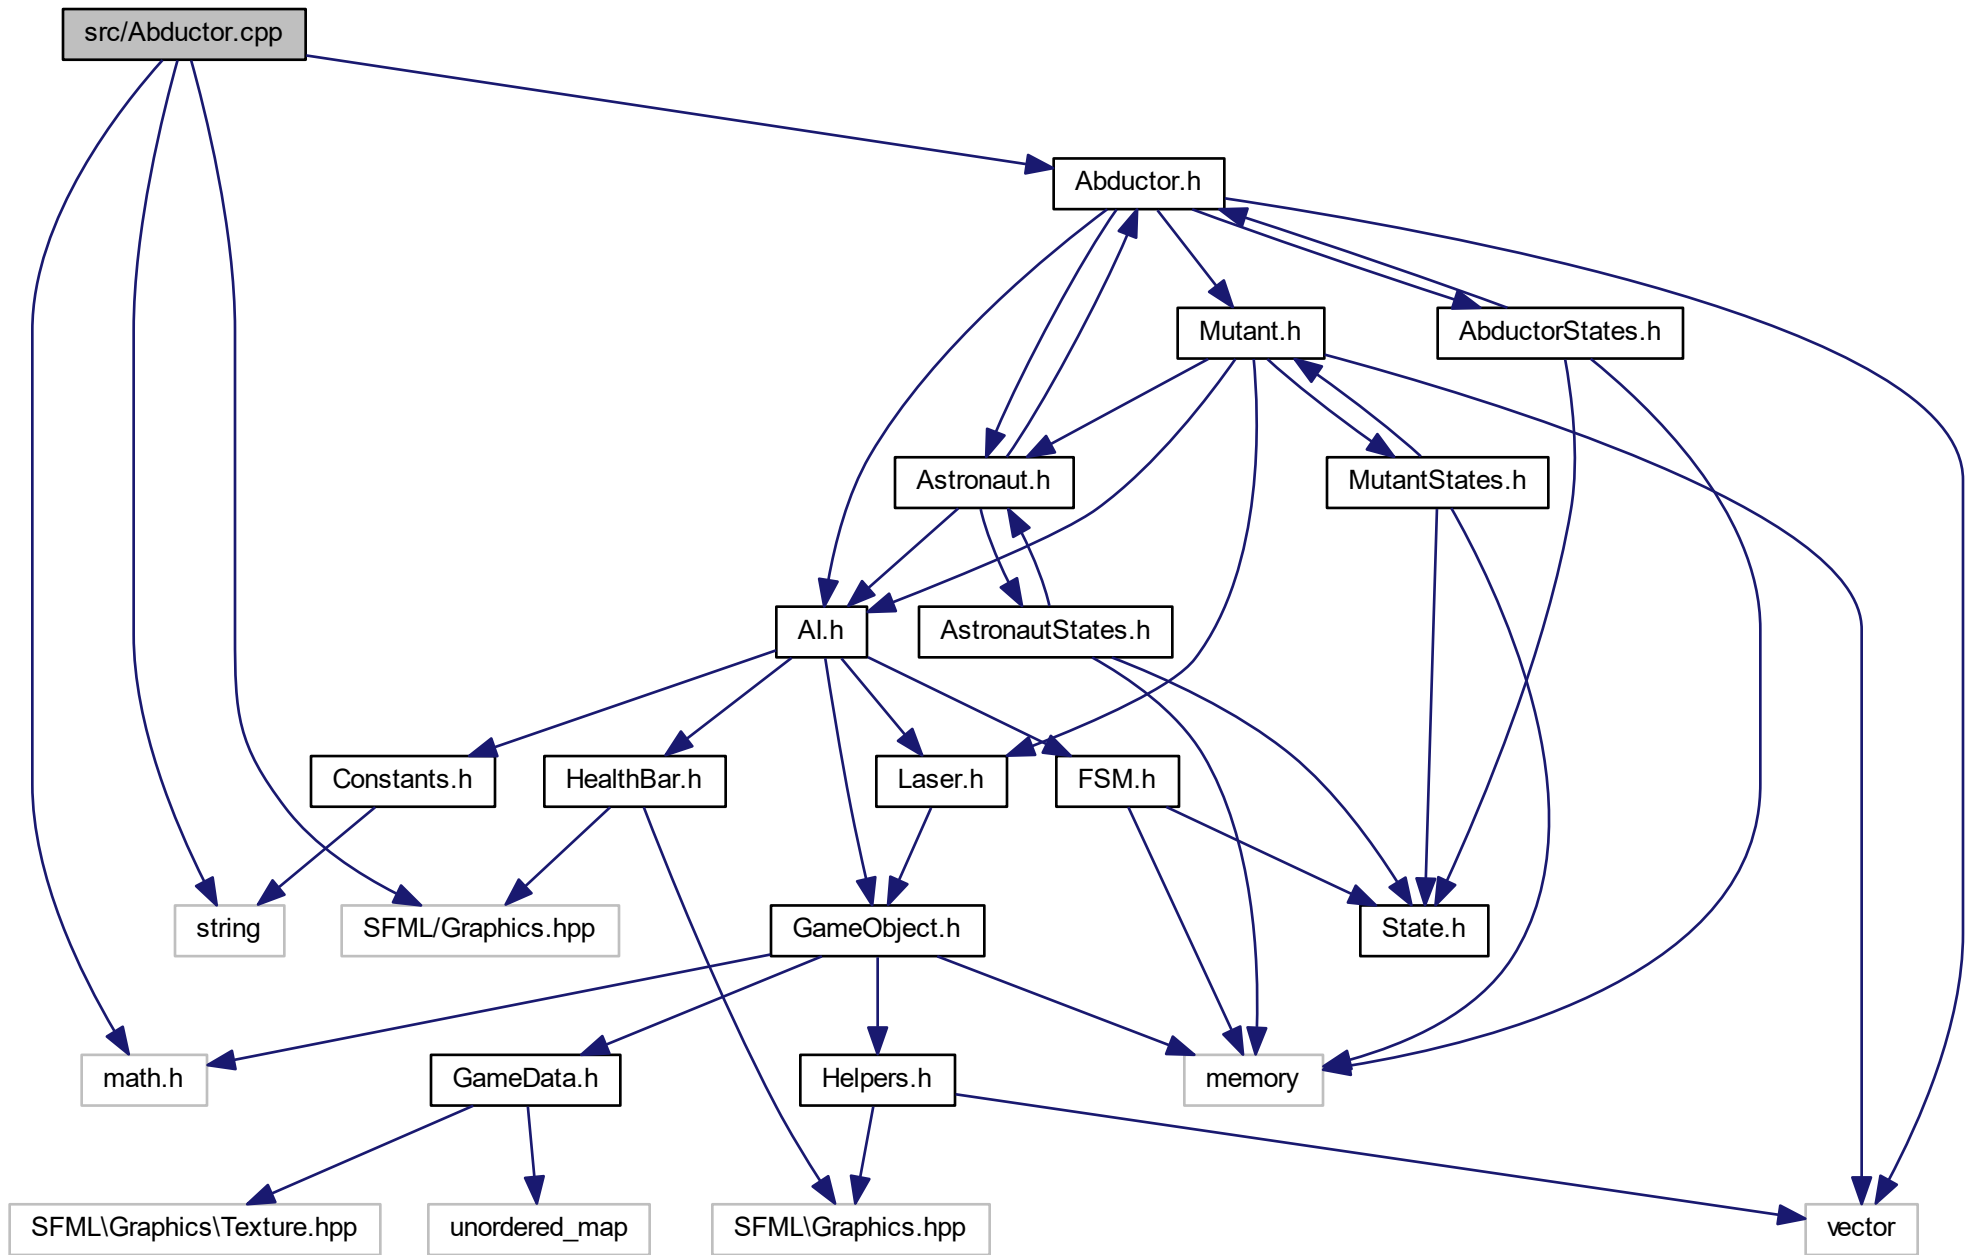 src/Abductor.cpp
Abductor.h
Mutant.h
AbductorStates.h
Astronaut.h
MutantStates.h
AI.h
AstronautStates.h
Constants.h
HealthBar.h
Laser.h
FSM.h
string
SFML/Graphics.hpp
GameObject.h
State.h
math.h
GameData.h
Helpers.h
memory
SFML\Graphics\Texture.hpp
unordered_map
SFML\Graphics.hpp
vector